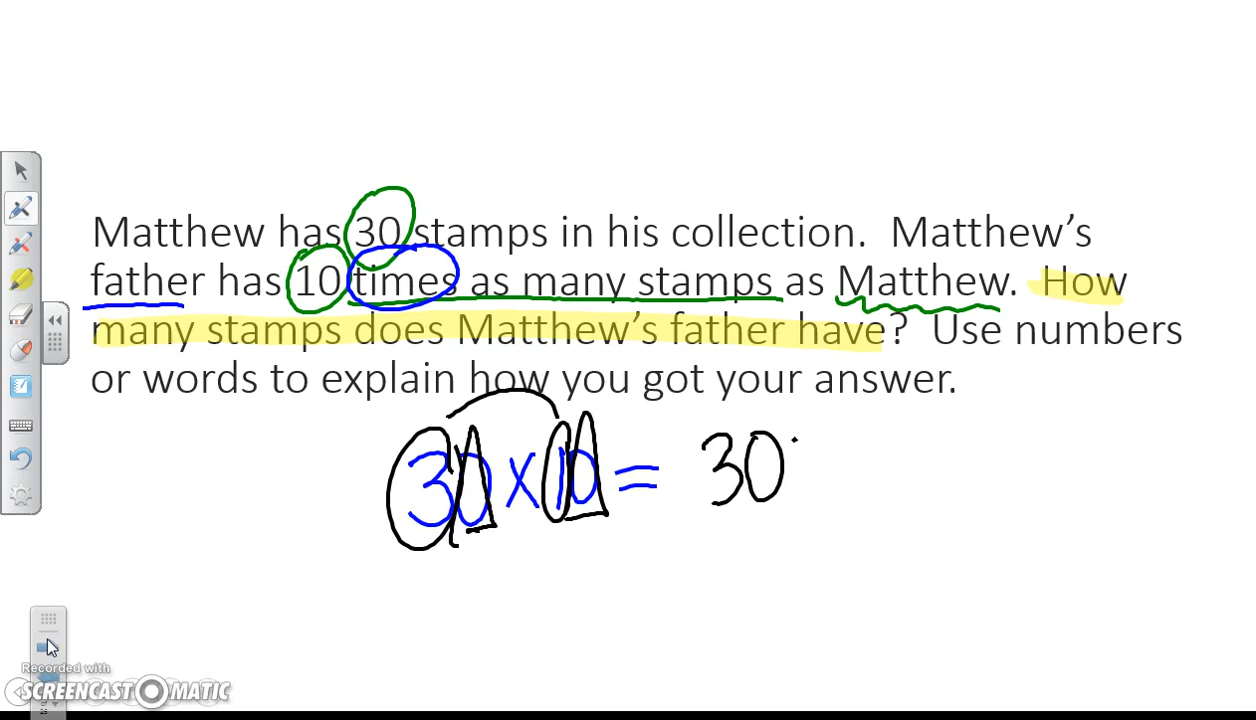 Matthew has 30 stamps in his collection. Matthew’s
father has 10 times as many stamps as Matthew. How
many stamps does Matthew’s father have? Use numbers
or words to explain how you got your answer.
30 x 10 = 30
Recorded with
SCREENCAST O MATIC